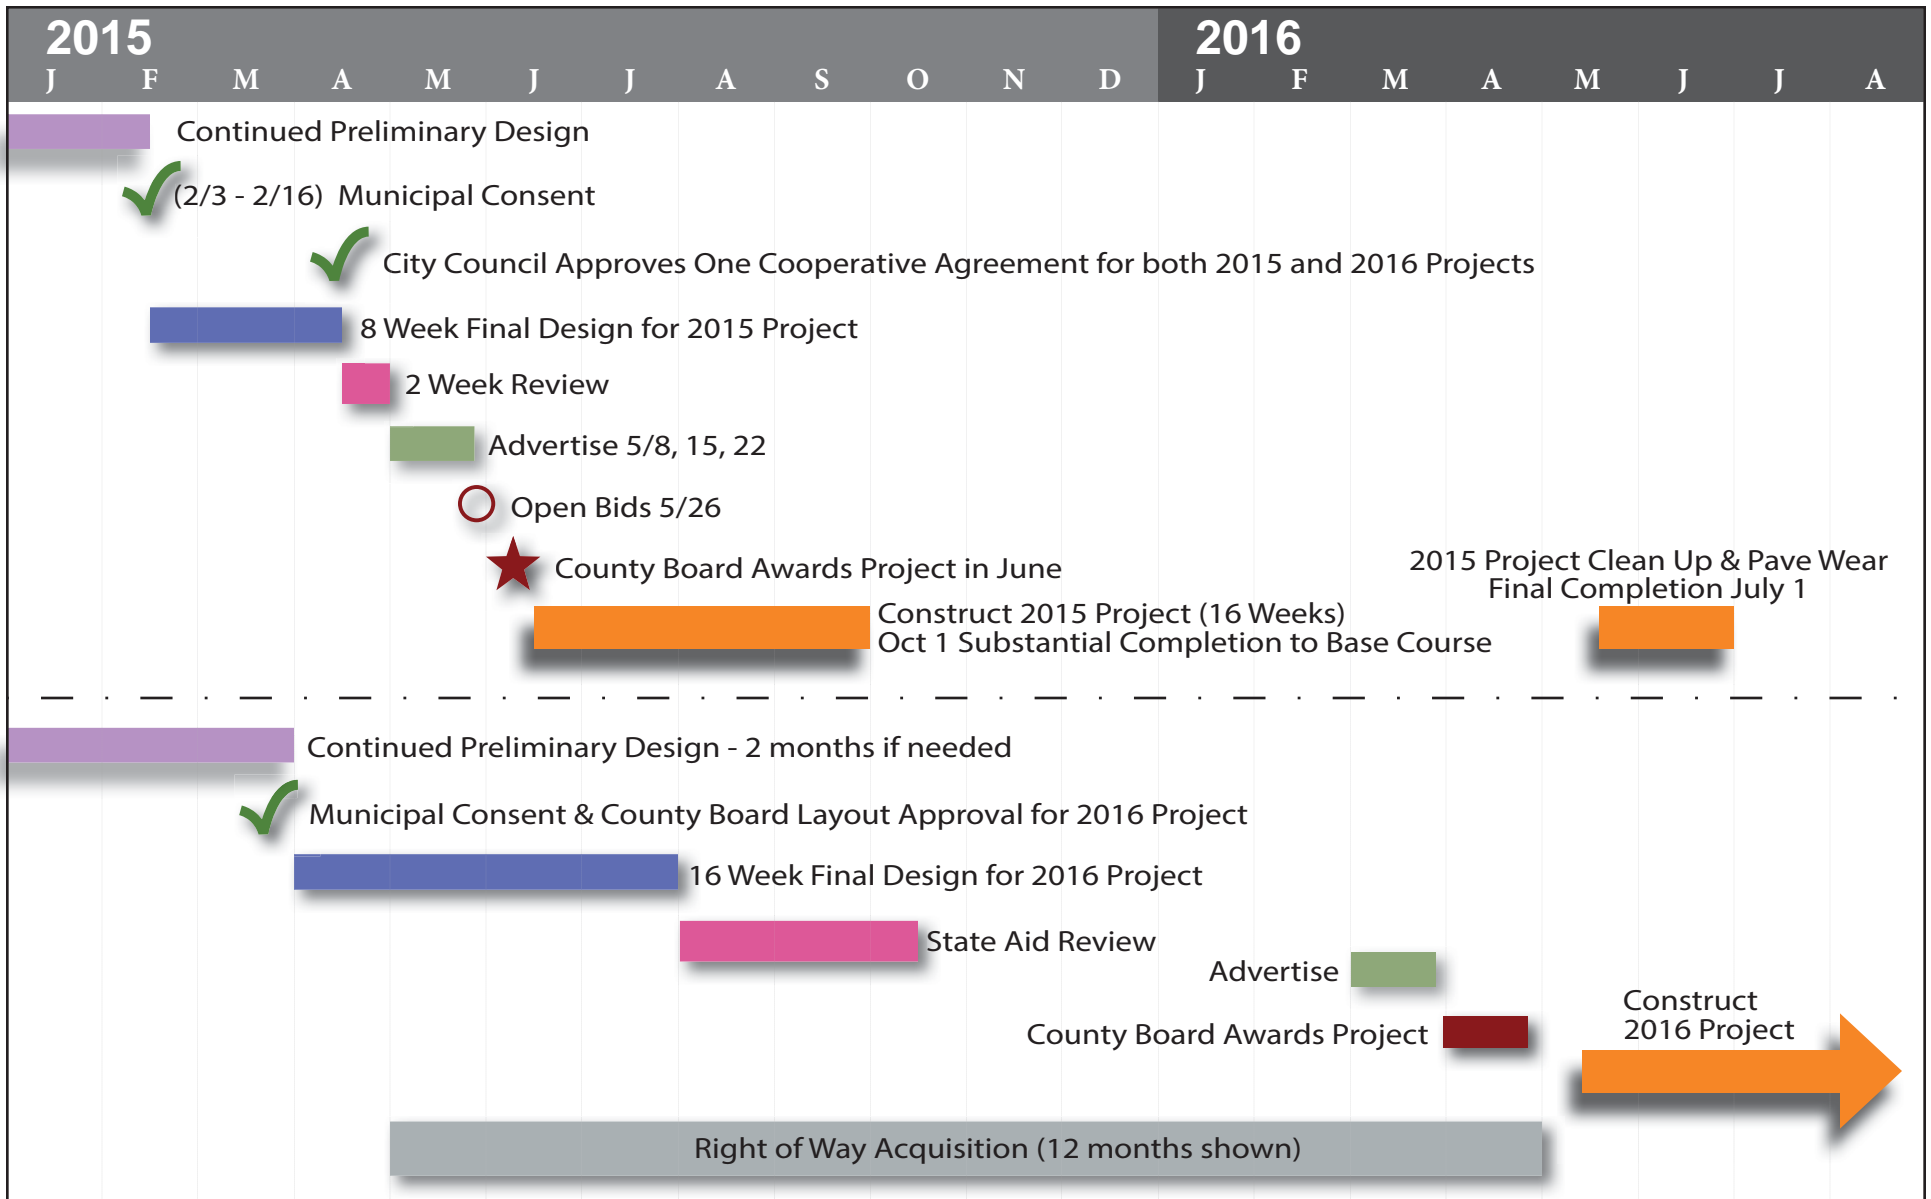 2015 2016
J F M A M J J A S O N D J F M A M J J A
Continued Preliminary Design
(2/3 - 2/16) Municipal Consent
City Council Approves One Cooperative Agreement for both 2015 and 2016 Projects
8 Week Final Design for 2015 Project
2 Week Review
Advertise 5/8, 15, 22
Open Bids 5/26
County Board Awards Project in June
2015 Project Clean Up & Pave Wear
Final Completion July 1
Construct 2015 Project (16 Weeks)
Oct 1 Substantial Completion to Base Course
Continued Preliminary Design - 2 months if needed
Municipal Consent & County Board Layout Approval for 2016 Project
16 Week Final Design for 2016 Project
State Aid Review
Advertise
County Board Awards Project
Construct
2016 Project
Right of Way Acquisition (12 months shown)